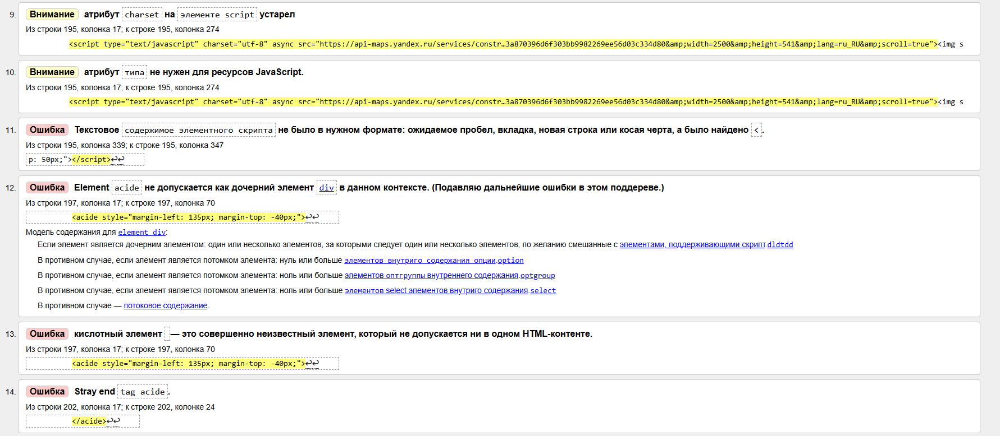 9. Внимание атрибут charset на элементе script устарел
Из строки 195, колонка 17; к строке 195, колонка 274
<script type="text/javascript" charset="utf-8" async src="https://api-maps.yandex.ru/services/constr…3a870396d6f303bb9982269ee56d03c334d80&amp;width=2500&amp;height=541&amp;lang=ru_RU&amp;scroll=true"><img s
10. Внимание атрибут типа не нужен для ресурсов JavaScript.
Из строки 195, колонка 17; к строке 195, колонка 274
<script type="text/javascript" charset="utf-8" async src="https://api-maps.yandex.ru/services/constr…3a870396d6f303bb9982269ee56d03c334d80&amp;width=2500&amp;height=541&amp;lang=ru_RU&amp;scroll=true"><img s
11. Ошибка Текстовое содержимое элементного скрипта не было в нужном формате: ожидаемое пробел, вкладка, новая строка или косая черта, а было найдено <.
Из строки 195, колонка 339; к строке 195, колонка 347
p: 50px;"></script>↩↩
12. Ошибка Element acide не допускается как дочерний элемент div в данном контексте. (Подавляю дальнейшие ошибки в этом поддереве.)
Из строки 197, колонка 17; к строке 197, колонка 70
<acide style="margin-left: 135px; margin-top: -40px;">↩↩
Модель содержания для element div:
Если элемент является дочерним элементом: один или несколько элементов, за которыми следует один или несколько элементов, по желанию смешанные с элементами, поддерживающими скрипт.dldtdd
В противном случае, если элемент является потомком элемента: нуль или больше элементов внутриго содержания опции.option
В противном случае, если элемент является потомком элемента: ноль или больше элементов оптгруппы внутреннего содержания.optgroup
В противном случае, если элемент является потомком элемента: ноль или больше элементов select элементов внутриго содержания.select
В противном случае — потоковое содержание.
13. Ошибка кислотный элемент — это совершенно неизвестный элемент, который не допускается ни в одном HTML-контенте.
Из строки 197, колонка 17; к строке 197, колонка 70
<acide style="margin-left: 135px; margin-top: -40px;">↩↩
14. Ошибка Stray end tag acide.
Из строки 202, колонка 17; к строке 202, колонке 24
</acide>↩↩